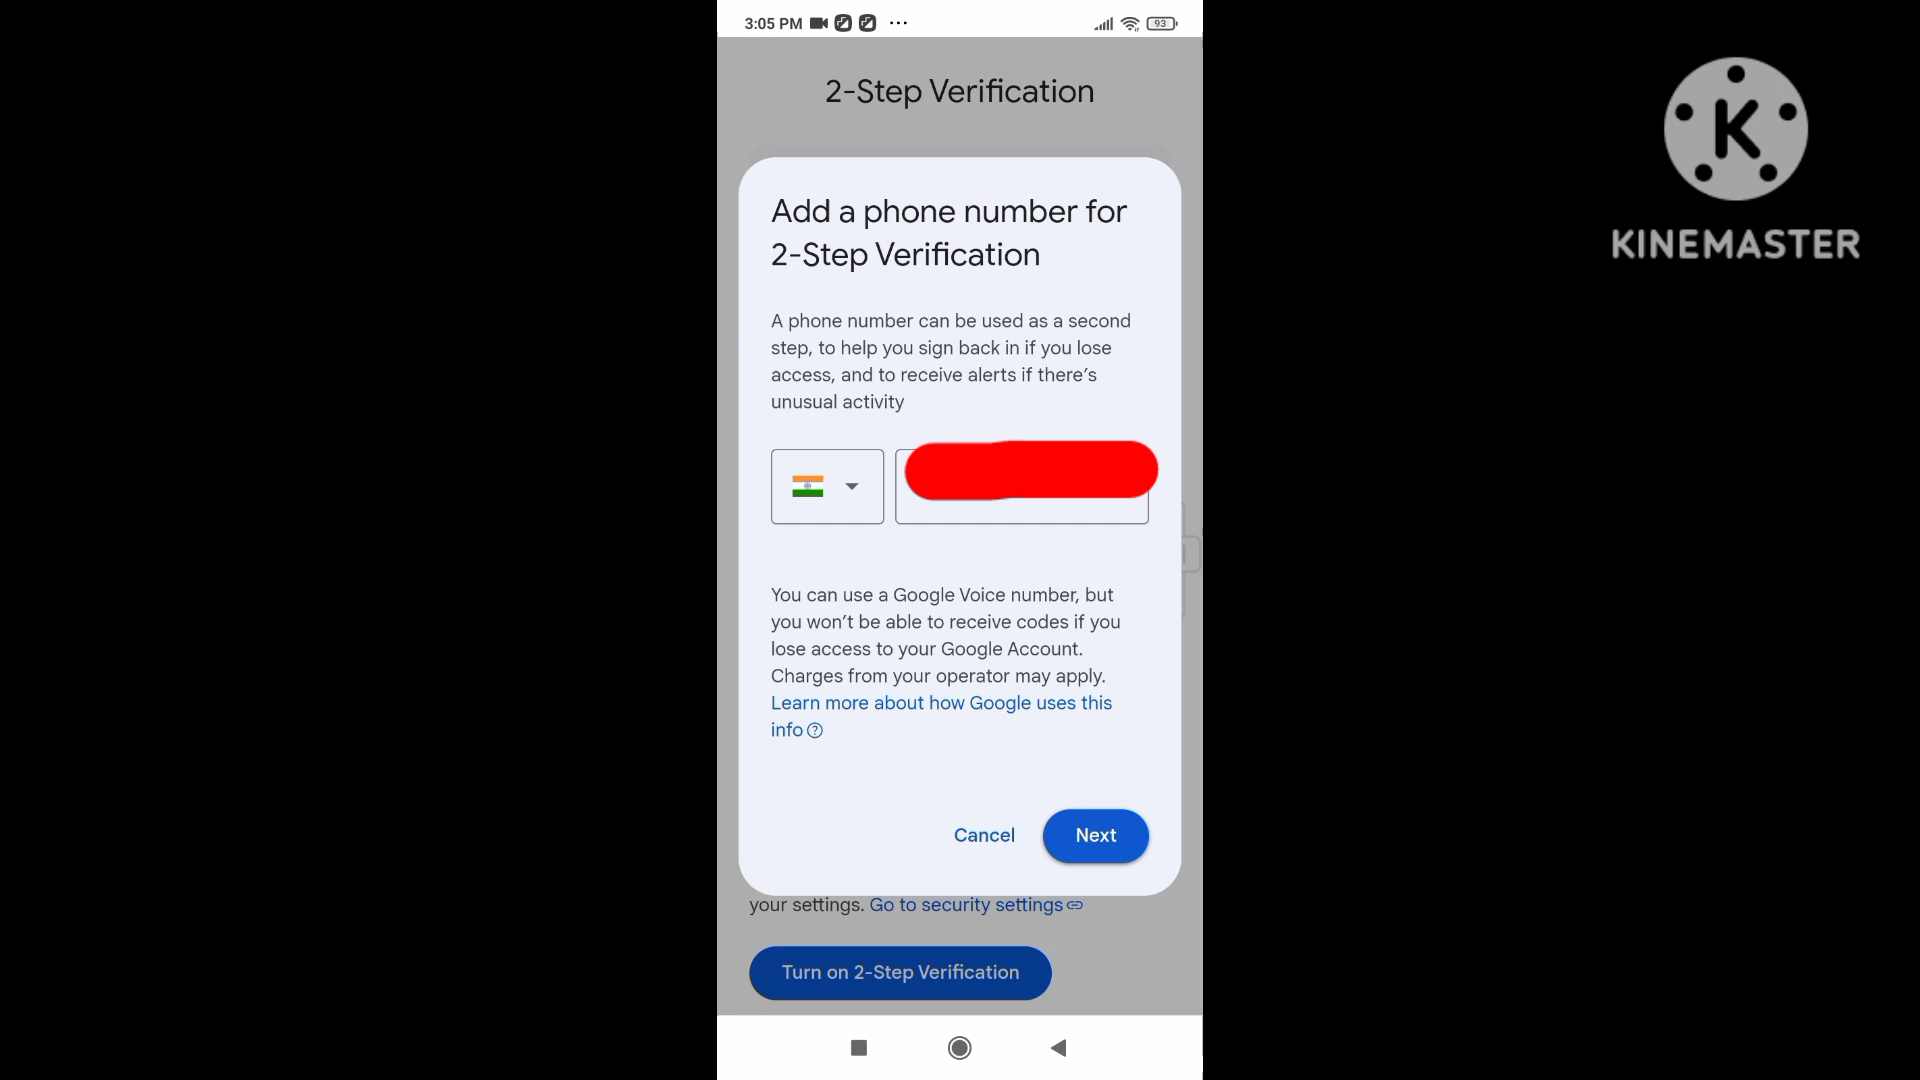 3:05 PM
93
2-Step Verification
Add a phone number for
2-Step Verification
A phone number can be used as a second
step, to help you sign back in if you lose
access, and to receive alerts if there's
unusual activity
You can use a Google Voice number, but
you won't be able to receive codes if you
lose access to your Google Account.
Charges from your operator may apply.
Learn more about how Google uses this
info
Cancel
Next
your settings. Go to security settings
Turn on 2-Step Verification
K
KINEMASTER